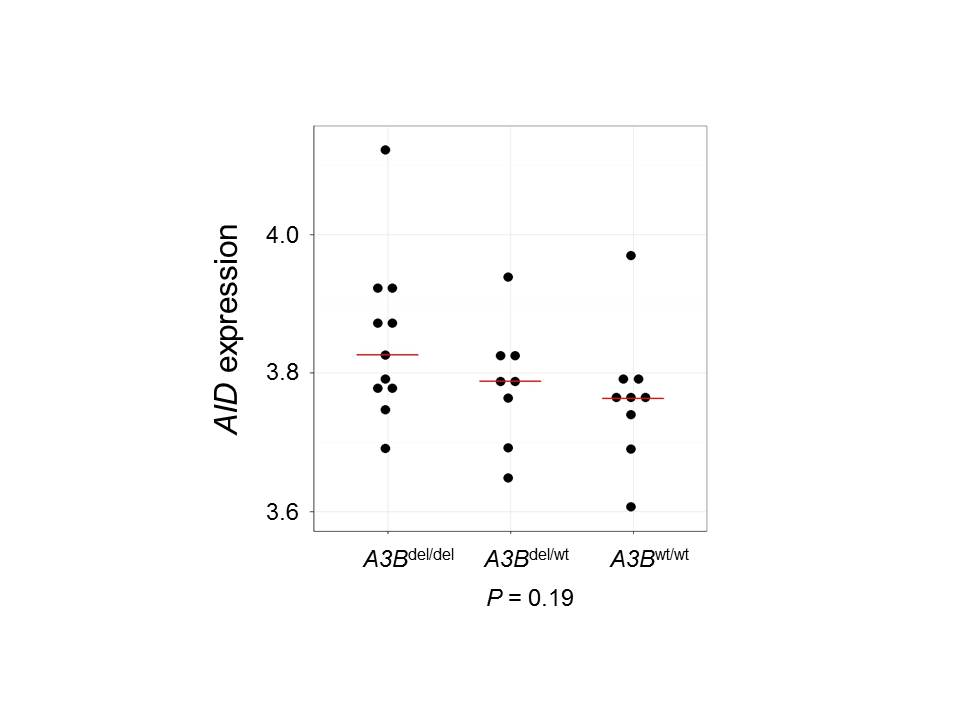 AID expression
4.0
3.8
3.6
A3Bdel/del A3Bdel/wt A3Bwt/wt
P = 0.19